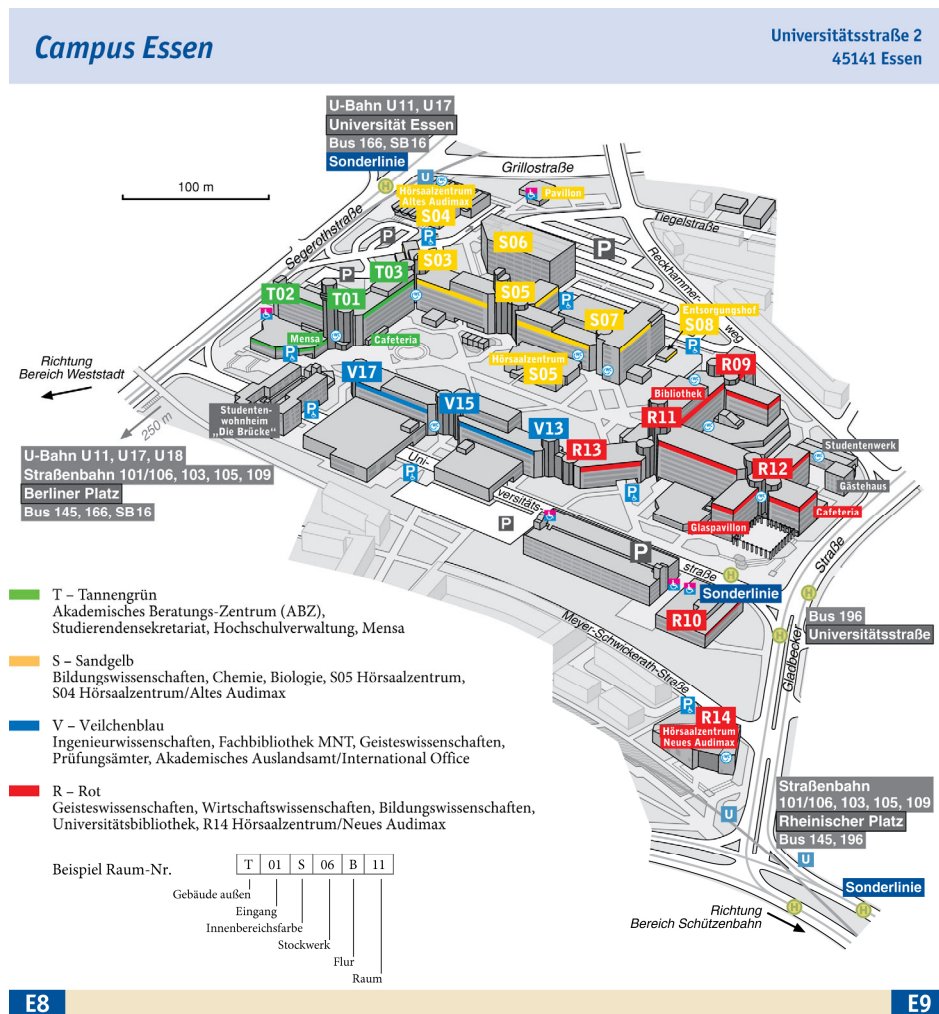 Campus Essen
Universitätsstraße 2
45141 Essen
U-Bahn U11, U17
Universität Essen
Bus 166, SB16
Sonderlinie
100 m
Grillostraße
U
H
Hörsaalzentrum
Altes Audimax
S04
Pavillon
Segerothstraße
Tiegelstraße
P
P
S06
P
Reckhammer-
weg
S03
P
T03
P
T02
T01
S05
P
S07
Entsorgungshof
S08
P
Mensa
Cafeteria
P
Hörsaalzentrum
S05
R09
Richtung
Bereich Weststadt
V17
Bibliothek
250 m
Studenten-
wohnheim
„Die Brücke“
P
V15
V13
R11
R13
Studentenwerk
U-Bahn U11, U17, U18
Straßenbahn 101/106, 103, 105, 109
Berliner Platz
Bus 145, 166, SB16
Uni-
P
versitäts-
P
R12
Gästehaus
Glaspavillon
Cafeteria
P
P
straße
H
Sonderlinie
H
Straße
R10
Bus 196
Universitätsstraße
H
Gladbecker
Meyer-Schwickerath-Straße
T – Tannengrün
Akademisches Beratungs-Zentrum (ABZ),
Studierendensekretariat, Hochschulverwaltung, Mensa
S – Sandgelb
Bildungswissenschaften, Chemie, Biologie, S05 Hörsaalzentrum,
S04 Hörsaalzentrum/Altes Audimax
V – Veilchenblau
Ingenieurwissenschaften, Fachbibliothek MNT, Geisteswissenschaften,
Prüfungsämter, Akademisches Auslandsamt/International Office
R – Rot
Geisteswissenschaften, Wirtschaftswissenschaften, Bildungswissenschaften,
Universitätsbibliothek, R14 Hörsaalzentrum/Neues Audimax
P
R14
Hörsaalzentrum
Neues Audimax
Straßenbahn
101/106, 103, 105, 109
Rheinischer Platz
Bus 145, 196
U
U
Sonderlinie
H
H
Richtung
Bereich Schützenbahn
Beispiel Raum-Nr.
T 01 S 06 B 11
Gebäude außen
Eingang
Innenbereichsfarbe
Stockwerk
Flur
Raum
E8
E9